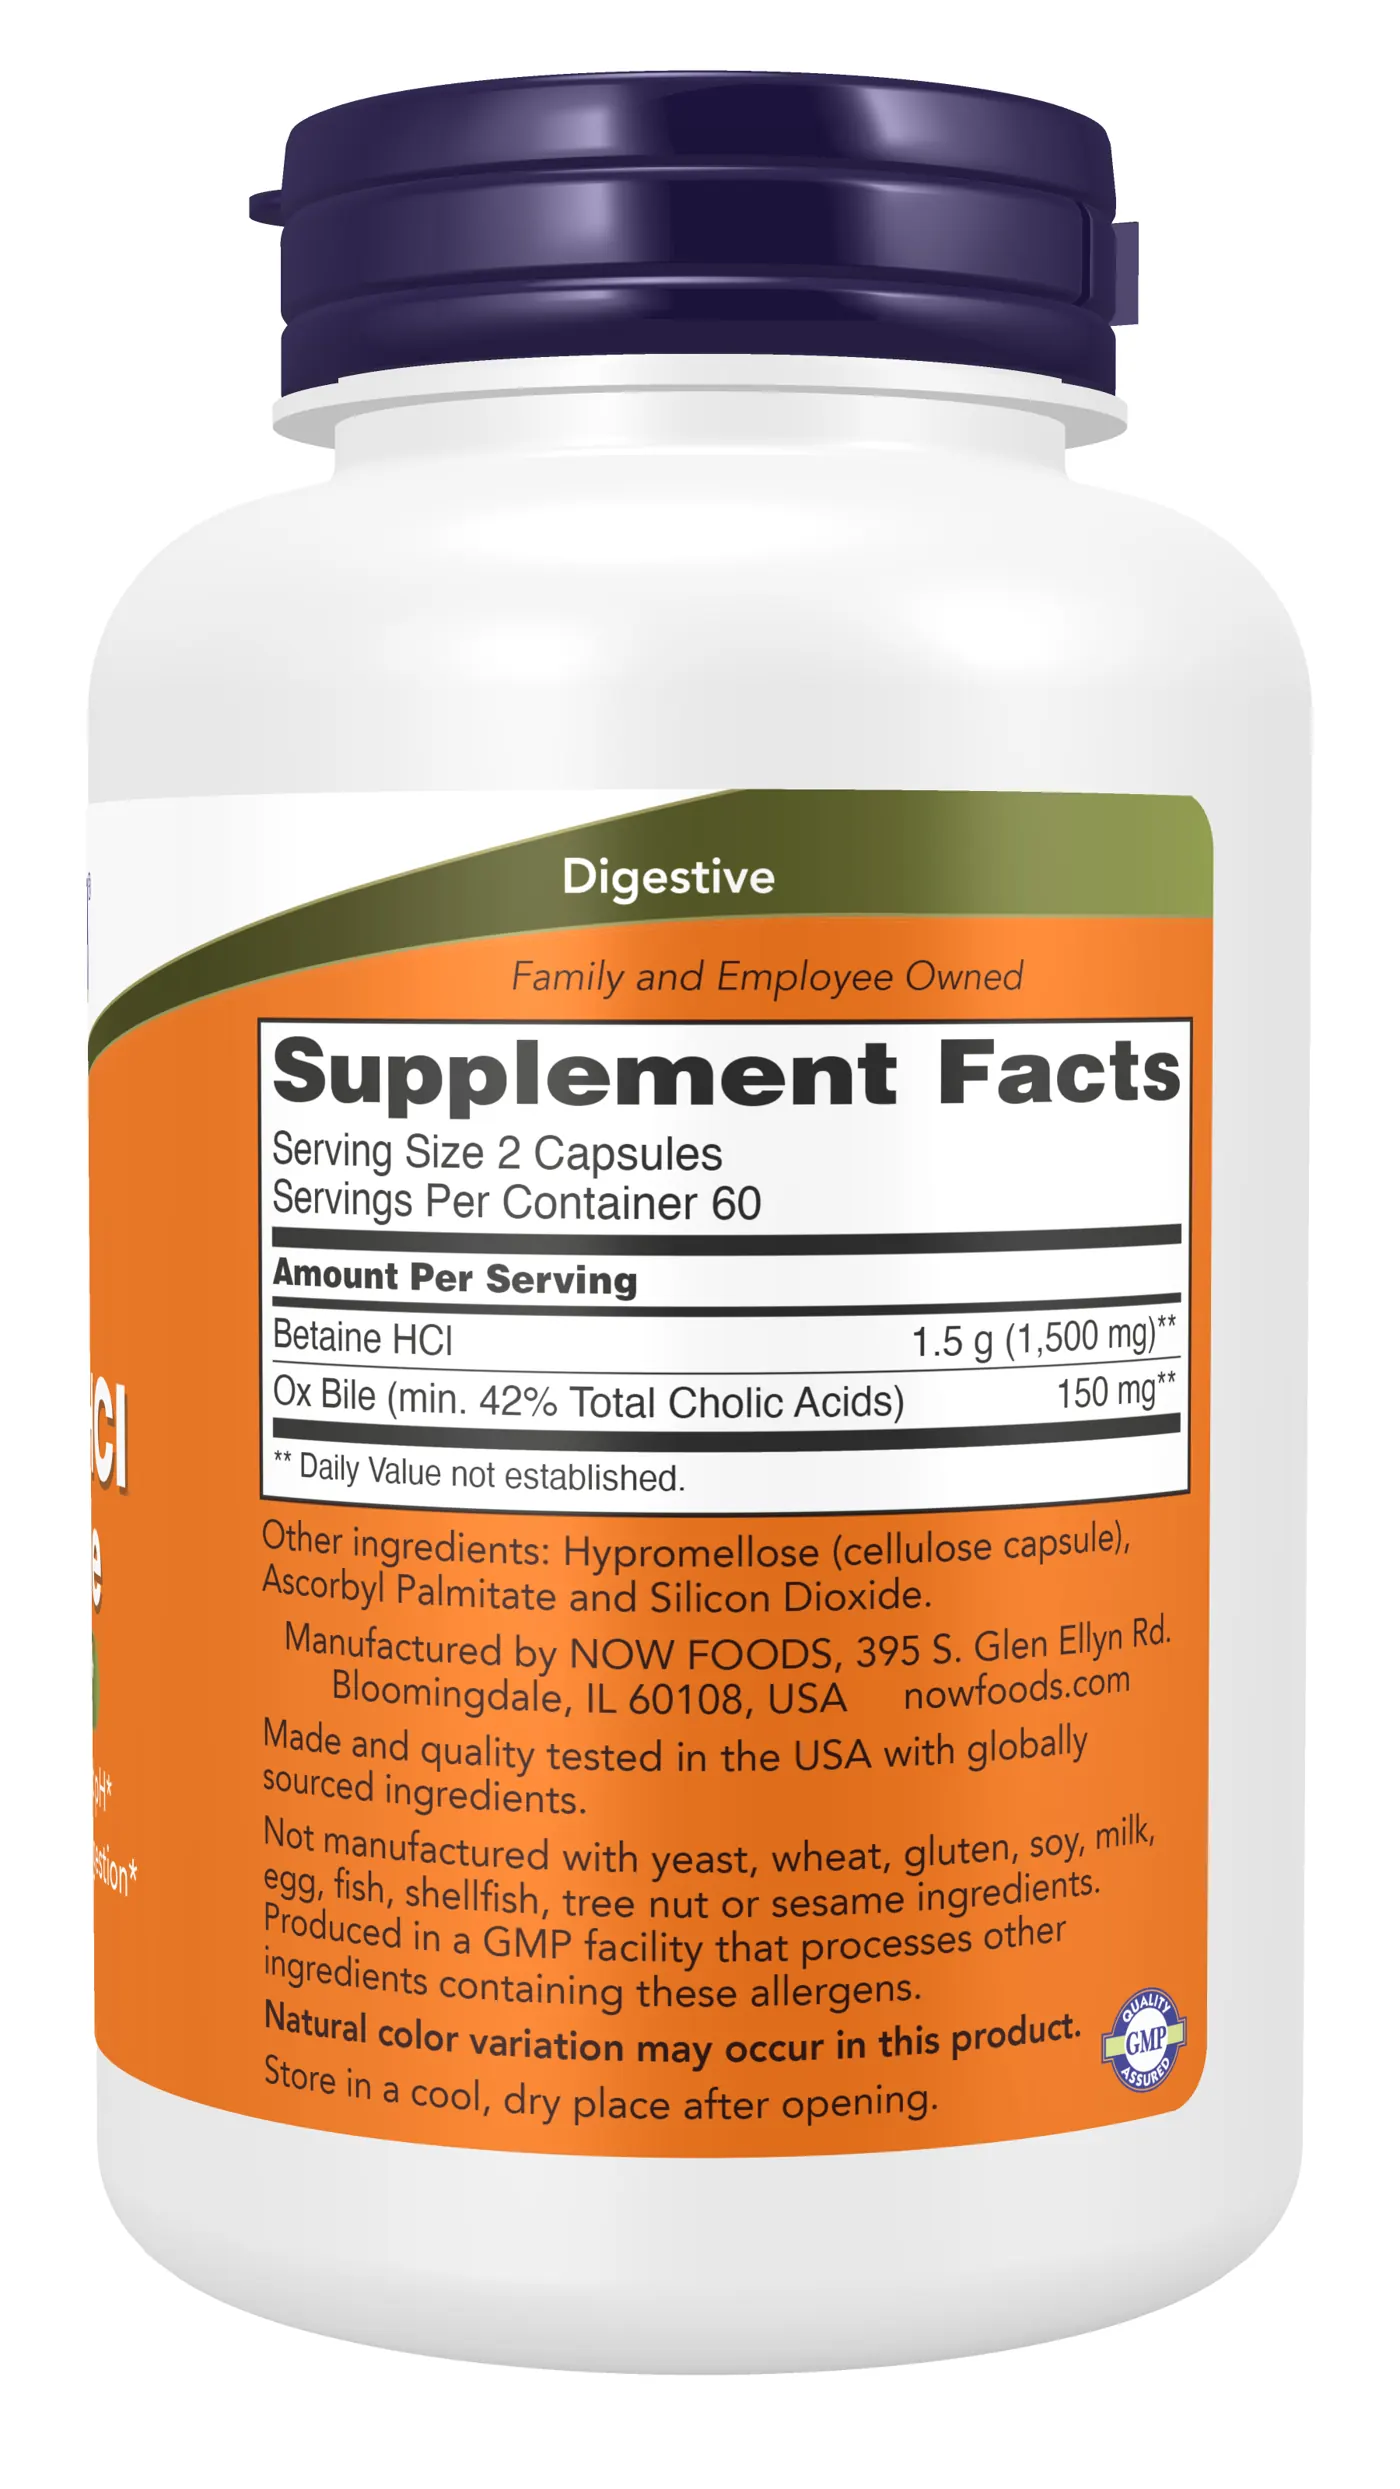 Digestive
Family and Employee Owned
Supplement Facts
Serving Size 2 Capsules
Servings Per Container 60
Amount Per Serving
Betaine HCl 1.5 g (1,500 mg)**
Ox Bile (min. 42% Total Cholic Acids) 150 mg**
** Daily Value not established.
Other ingredients: Hypromellose (cellulose capsule),
Ascorbyl Palmitate and Silicon Dioxide.
Manufactured by NOW FOODS, 395 S. Glen Ellyn Rd.
Bloomingdale, IL 60108, USA nowfoods.com
Made and quality tested in the USA with globally
sourced ingredients.
Not manufactured with yeast, wheat, gluten, soy, milk,
egg, fish, shellfish, tree nut or sesame ingredients.
Produced in a GMP facility that processes other
ingredients containing these allergens.
Natural color variation may occur in this product.
Store in a cool, dry place after opening.
QUALITY
GMP
ASSURED
pH*